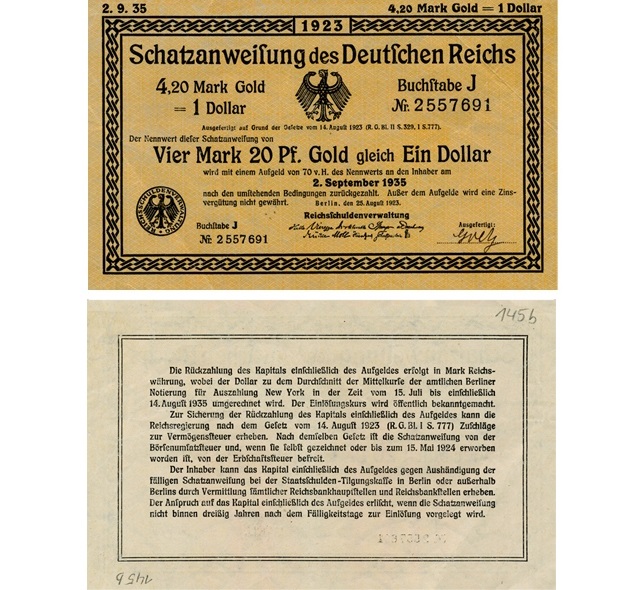 2. 9. 35
4,20 Mark Gold = 1 Dollar
1923
Schatzanweisung des Deutschen Reichs
4,20 Mark Gold
= 1 Dollar
Buchstabe J
№ 2557691
Ausgefertigt auf Grund der Gesetze vom 14. August 1923 (R. G. Bl. II S. 329, I S. 777).
Der Nennwert dieser Schatzanweisung von
Vier Mark 20 Pf. Gold gleich Ein Dollar
wird mit einem Aufgeld von 70 v. H. des Nennwerts an den Inhaber am
2. September 1935
nach den umstehenden Bedingungen zurückgezahlt. Außer dem Aufgelde wird eine Zins-
vergütung nicht gewährt.
Berlin, den 25. August 1923.
REICHSSCHULDENVERWALTUNG
Reichsschuldenverwaltung
Buchstabe J
№ 2557691
Ausgefertigt:
145b
Die Rückzahlung des Kapitals einschließlich des Aufgeldes erfolgt in Mark Reichs-
währung, wobei der Dollar zu dem Durchschnitt der Mittelkurse der amtlichen Berliner
Notierung für Auszahlung New York in der Zeit vom 15. Juli bis einschließlich
14. August 1935 umgerechnet wird. Der Einlösungskurs wird öffentlich bekanntgemacht.
Zur Sicherung der Rückzahlung des Kapitals einschließlich des Aufgeldes kann die
Reichsregierung nach dem Gesetz vom 14. August 1923 (R. G. Bl. I S. 777) Zuschläge
zur Vermögensteuer erheben. Nach demselben Gesetz ist die Schatzanweisung von der
Börsenumsatzsteuer und, wenn sie selbst gezeichnet oder bis zum 15. Mai 1924 erworben
worden ist, von der Erbschaftsteuer befreit.
Der Inhaber kann das Kapital einschließlich des Aufgeldes gegen Aushändigung der
fälligen Schatzanweisung bei der Staatsschulden-Tilgungskasse in Berlin oder außerhalb
Berlins durch Vermittlung sämtlicher Reichsbankhauptstellen und Reichsbankstellen erheben.
Der Anspruch auf das Kapital einschließlich des Aufgeldes erlischt, wenn die Schatzanweisung
nicht binnen dreißig Jahren nach dem Fälligkeitstage zur Einlösung vorgelegt wird.
145b